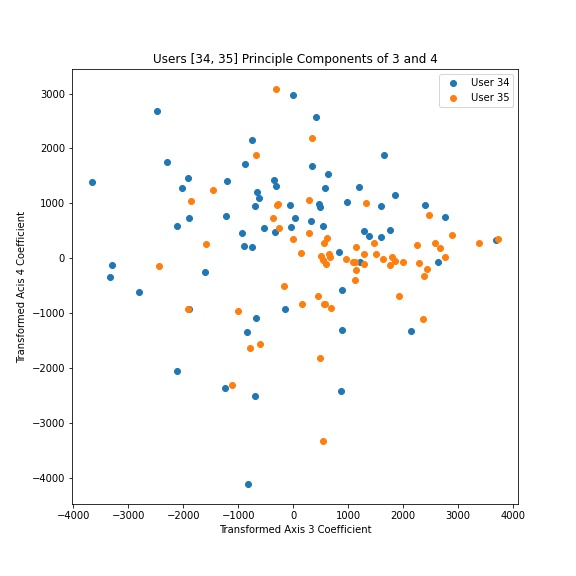 Users [34, 35] Principle Components of 3 and 4
User 34
User 35
3000
2000
1000
0
−1000
−2000
−3000
−4000
Transformed Acis 4 Coefficient
−4000 −3000 −2000 −1000 0 1000 2000 3000 4000
Transformed Axis 3 Coefficient